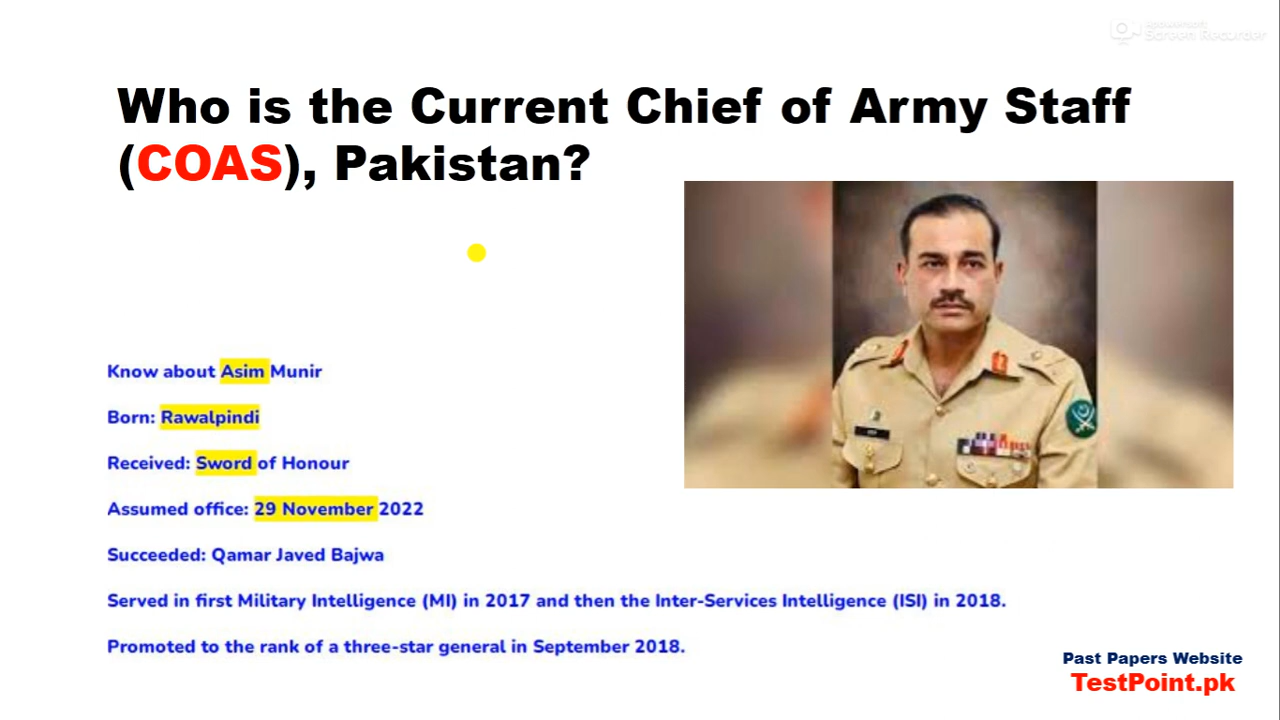 Apowersoft
Screen Recorder
Who is the Current Chief of Army Staff
(COAS), Pakistan?
Know about Asim Munir
Born: Rawalpindi
Received: Sword of Honour
Assumed office: 29 November 2022
Succeeded: Qamar Javed Bajwa
Served in first Military Intelligence (MI) in 2017 and then the Inter-Services Intelligence (ISI) in 2018.
Promoted to the rank of a three-star general in September 2018.
Past Papers Website
TestPoint.pk